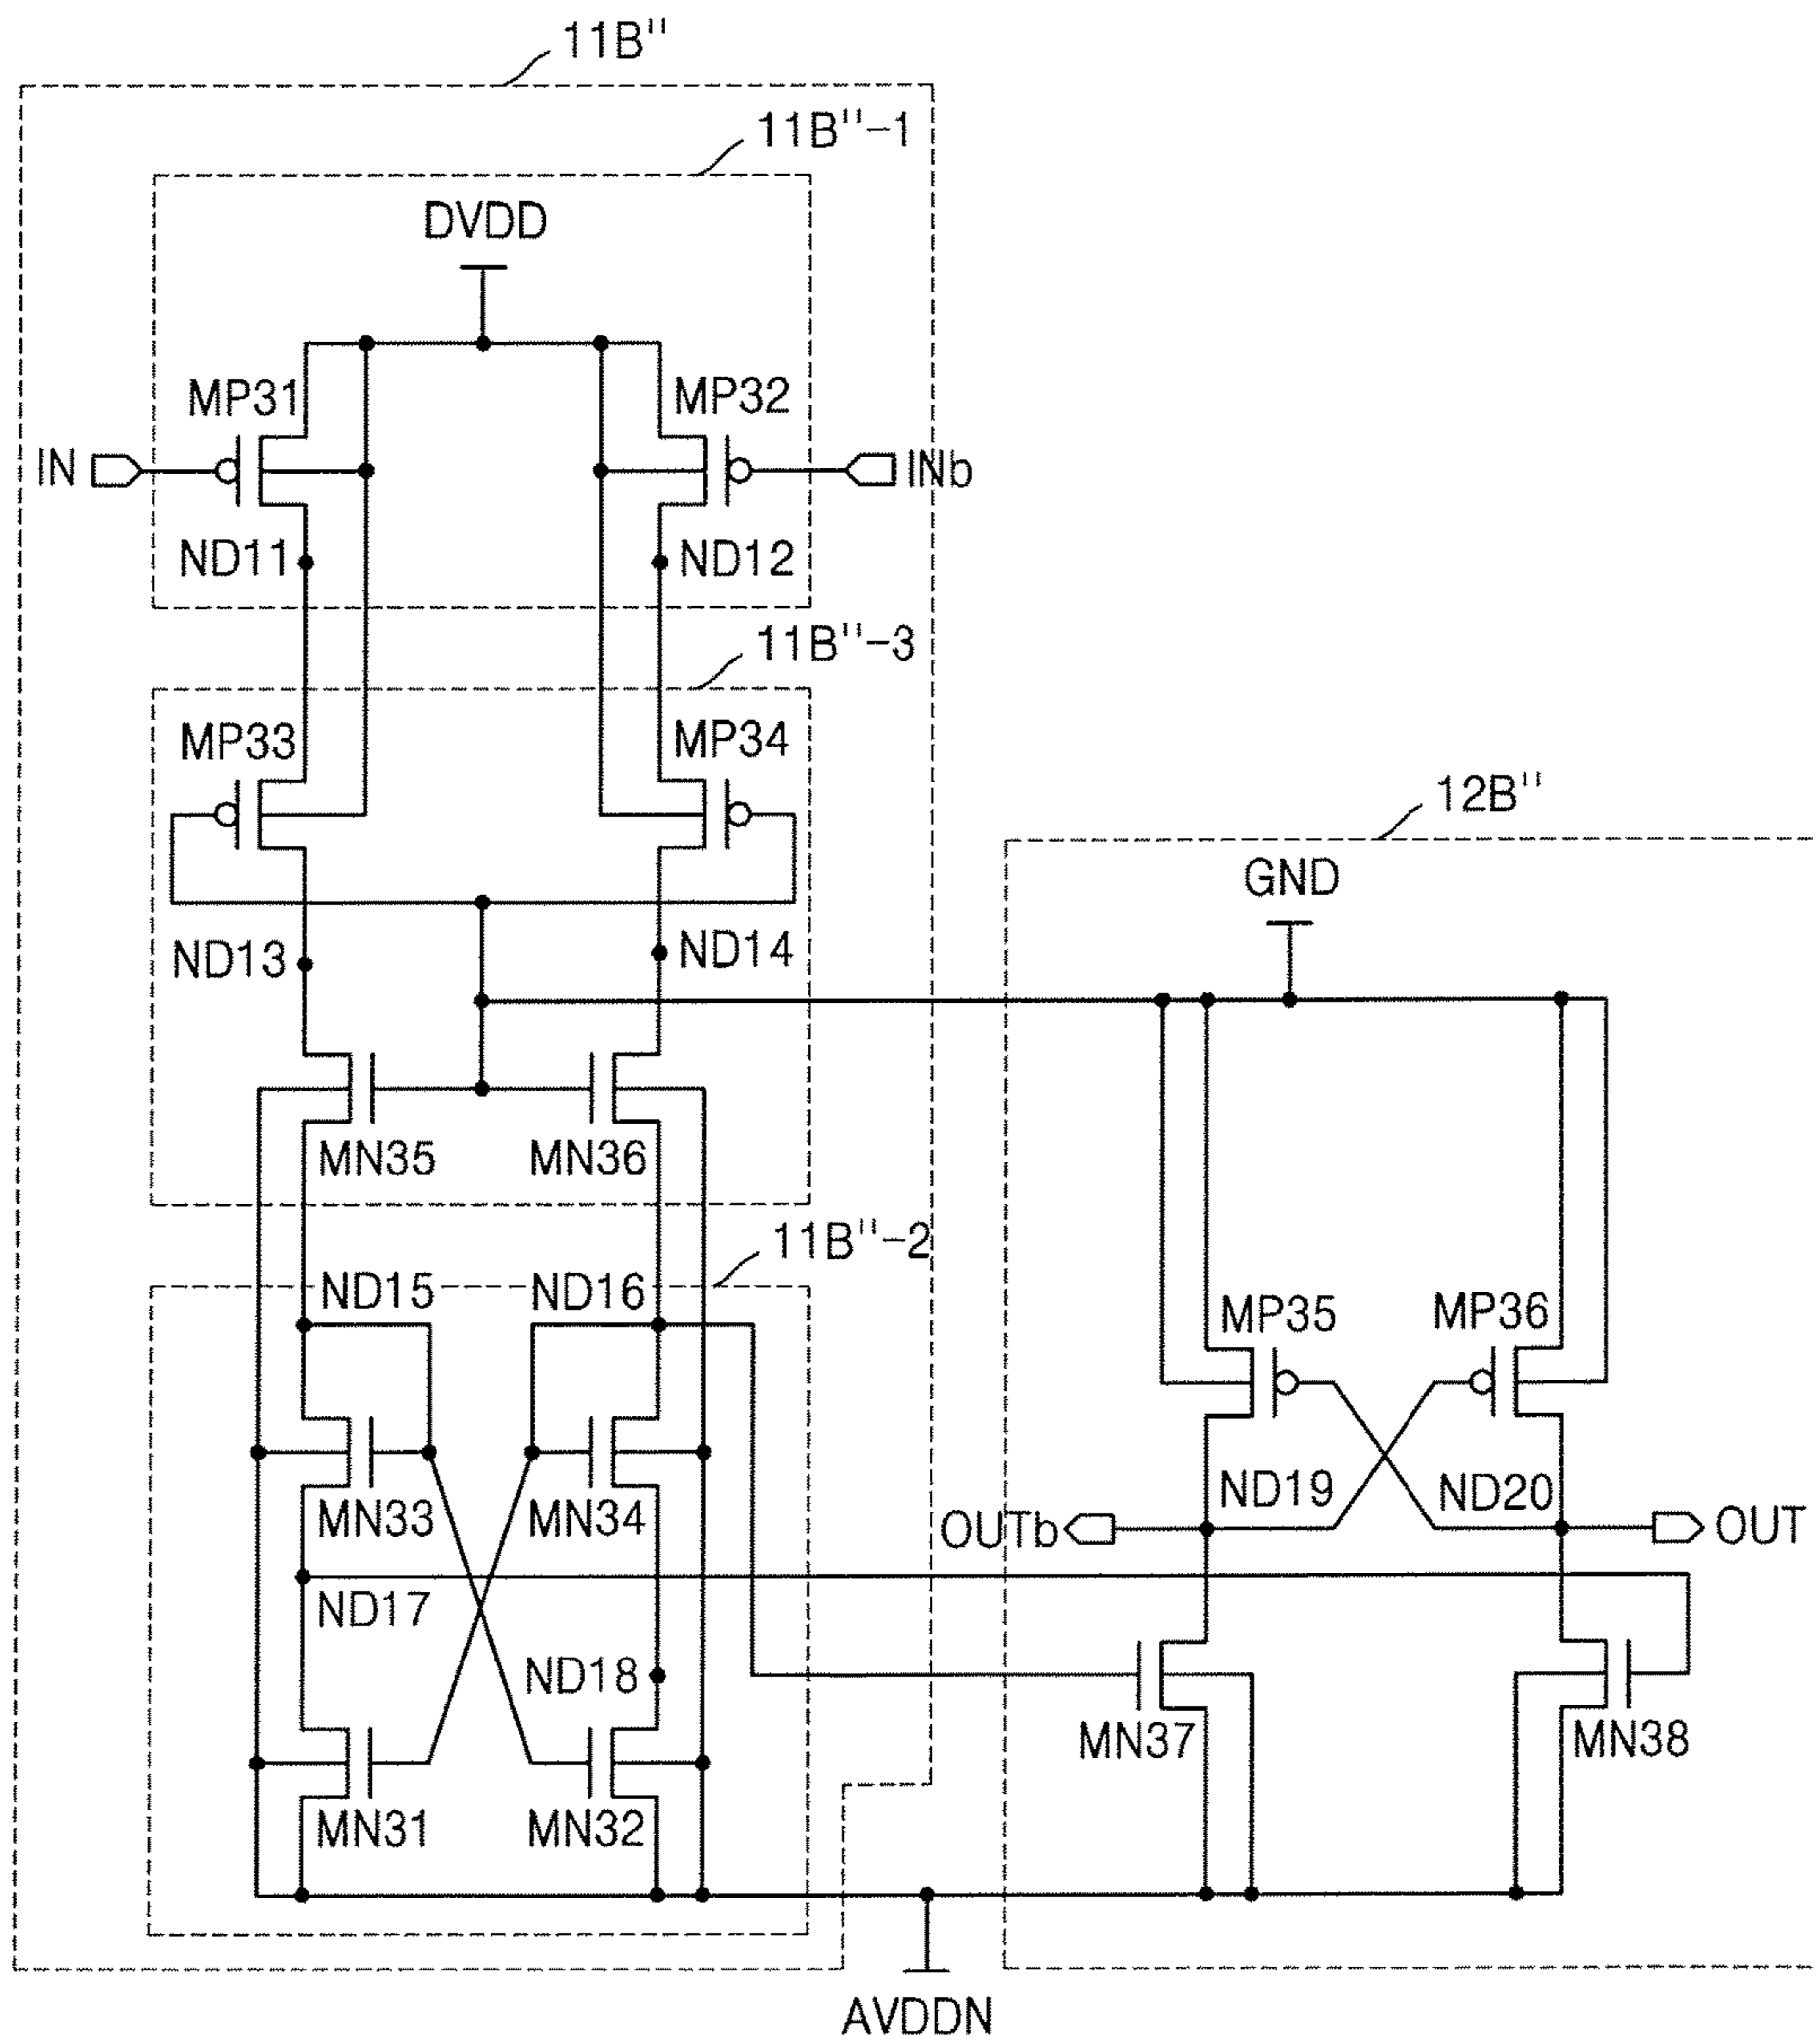 11B''
11B''-1
DVDD
MP31
MP32
IN
INb
ND11
ND12
11B''-3
MP33
MP34
12B''
GND
ND13
ND14
MN35
MN36
11B''-2
ND15
ND16
MP35
MP36
MN33
MN34
ND19
ND20
OUTb
OUT
ND17
ND18
MN37
MN38
MN31
MN32
AVDDN